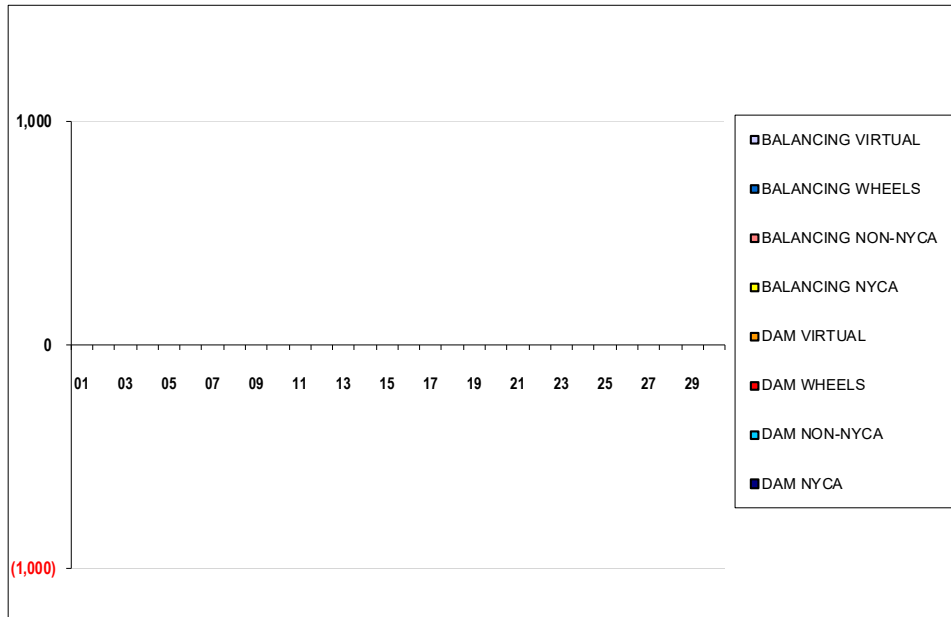 1,000
0
(1,000)
01 03 05 07 09 11 13 15 17 19 21 23 25 27 29
BALANCING VIRTUAL
BALANCING WHEELS
BALANCING NON-NYCA
BALANCING NYCA
DAM VIRTUAL
DAM WHEELS
DAM NON-NYCA
DAM NYCA